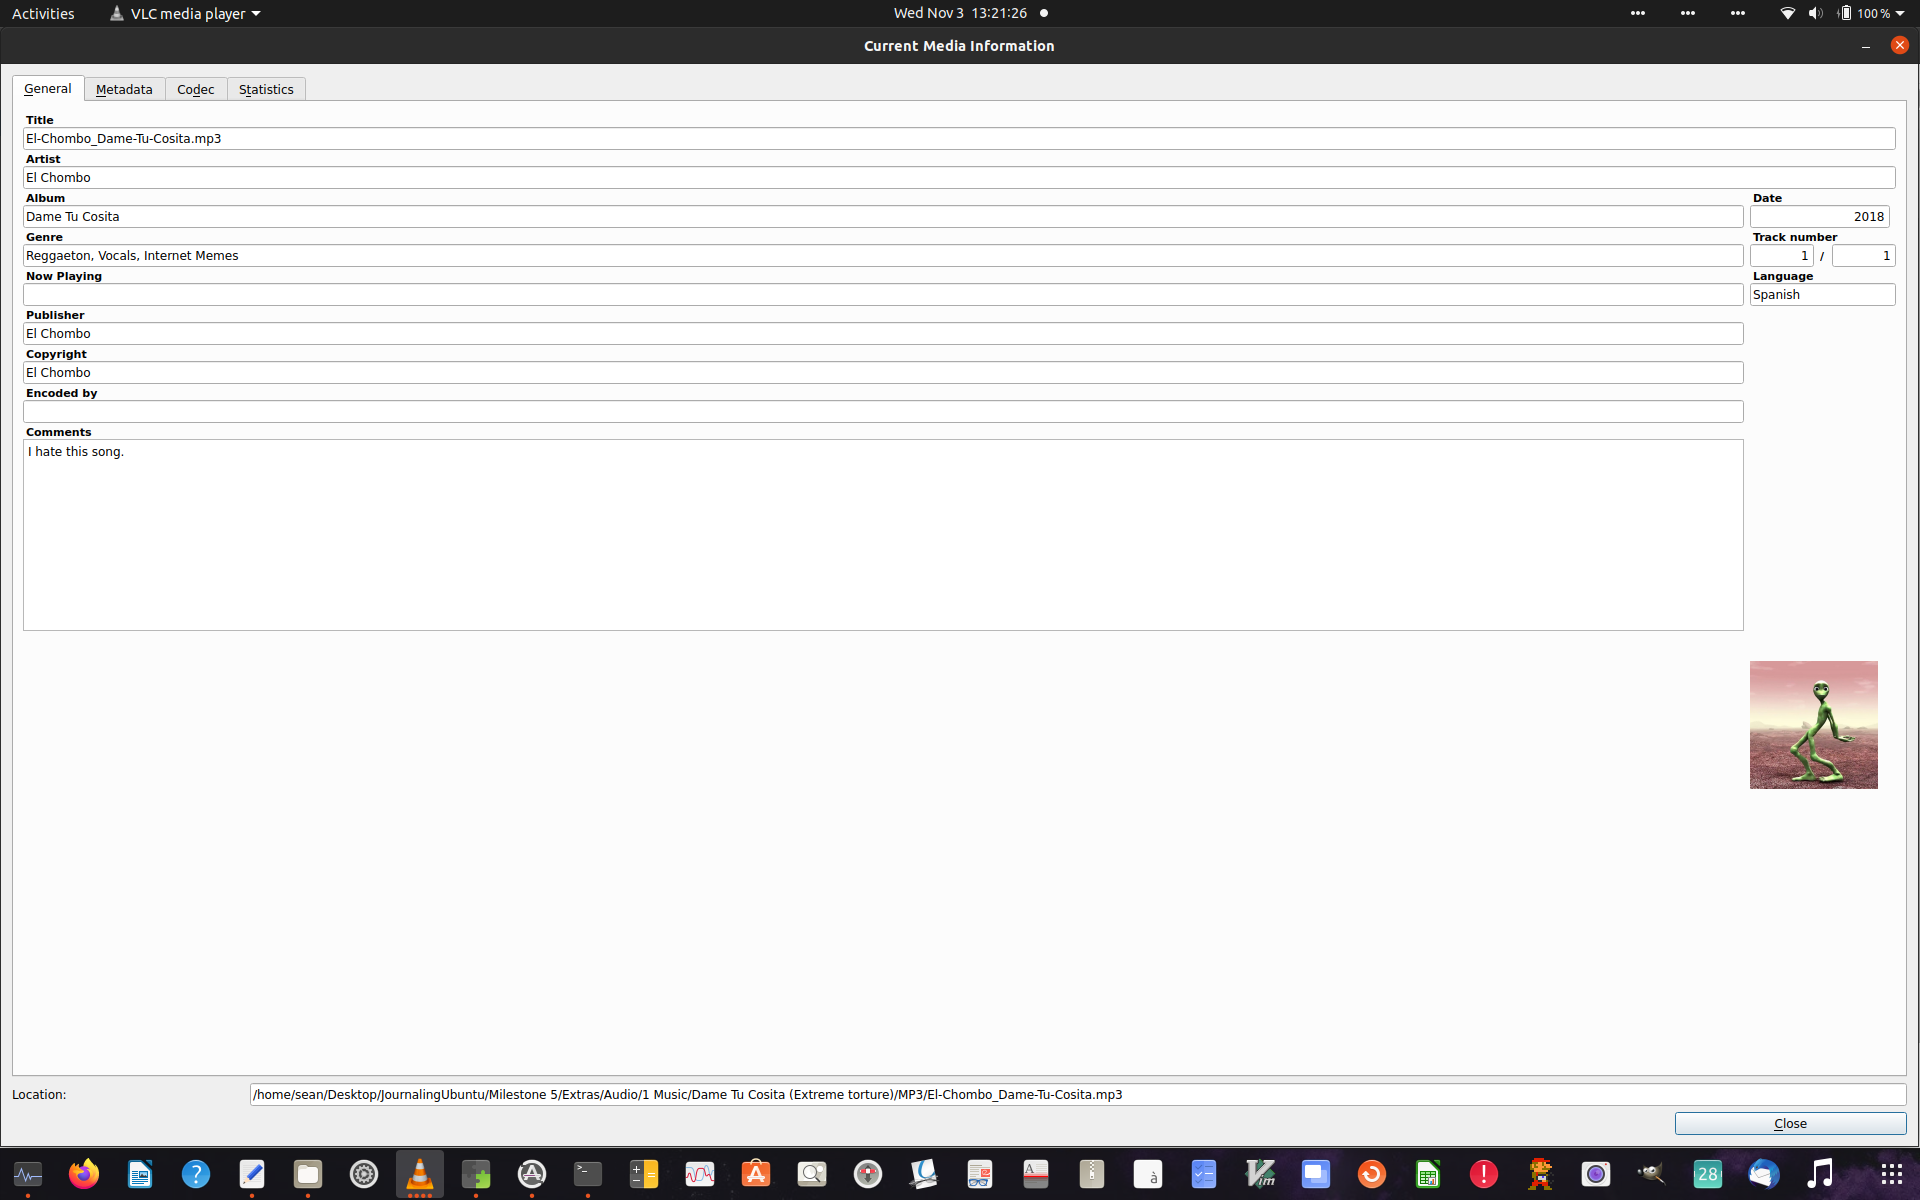 Activities
VLC media player
Wed Nov 3 13:21:26
100 %
Current Media Information
General
Metadata
Codec
Statistics
Title
El-Chombo_Dame-Tu-Cosita.mp3
Artist
El Chombo
Album
Date
Dame Tu Cosita
2018
Genre
Track number
Reggaeton, Vocals, Internet Memes
1 / 1
Now Playing
Language
Spanish
Publisher
El Chombo
Copyright
El Chombo
Encoded by
Comments
I hate this song.
Location:
/home/sean/Desktop/JournalingUbuntu/Milestone 5/Extras/Audio/1 Music/Dame Tu Cosita (Extreme torture)/MP3/El-Chombo_Dame-Tu-Cosita.mp3
Close
?
>_
A
à
Vim
!
28